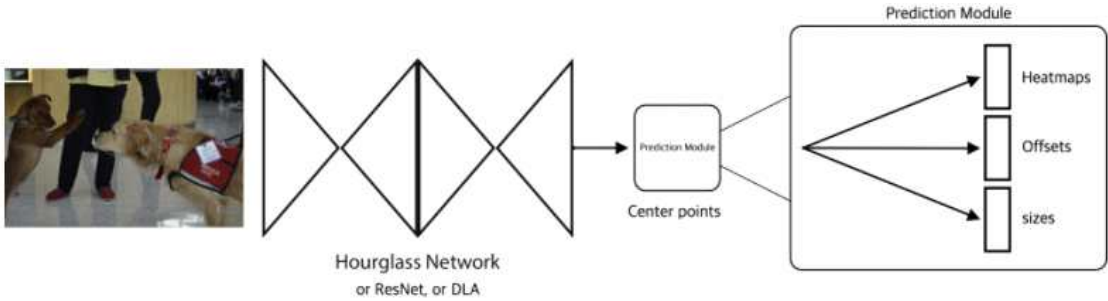 Prediction Module
Heatmaps
Prediction Module
Offsets
Center points
sizes
Hourglass Network
or ResNet, or DLA